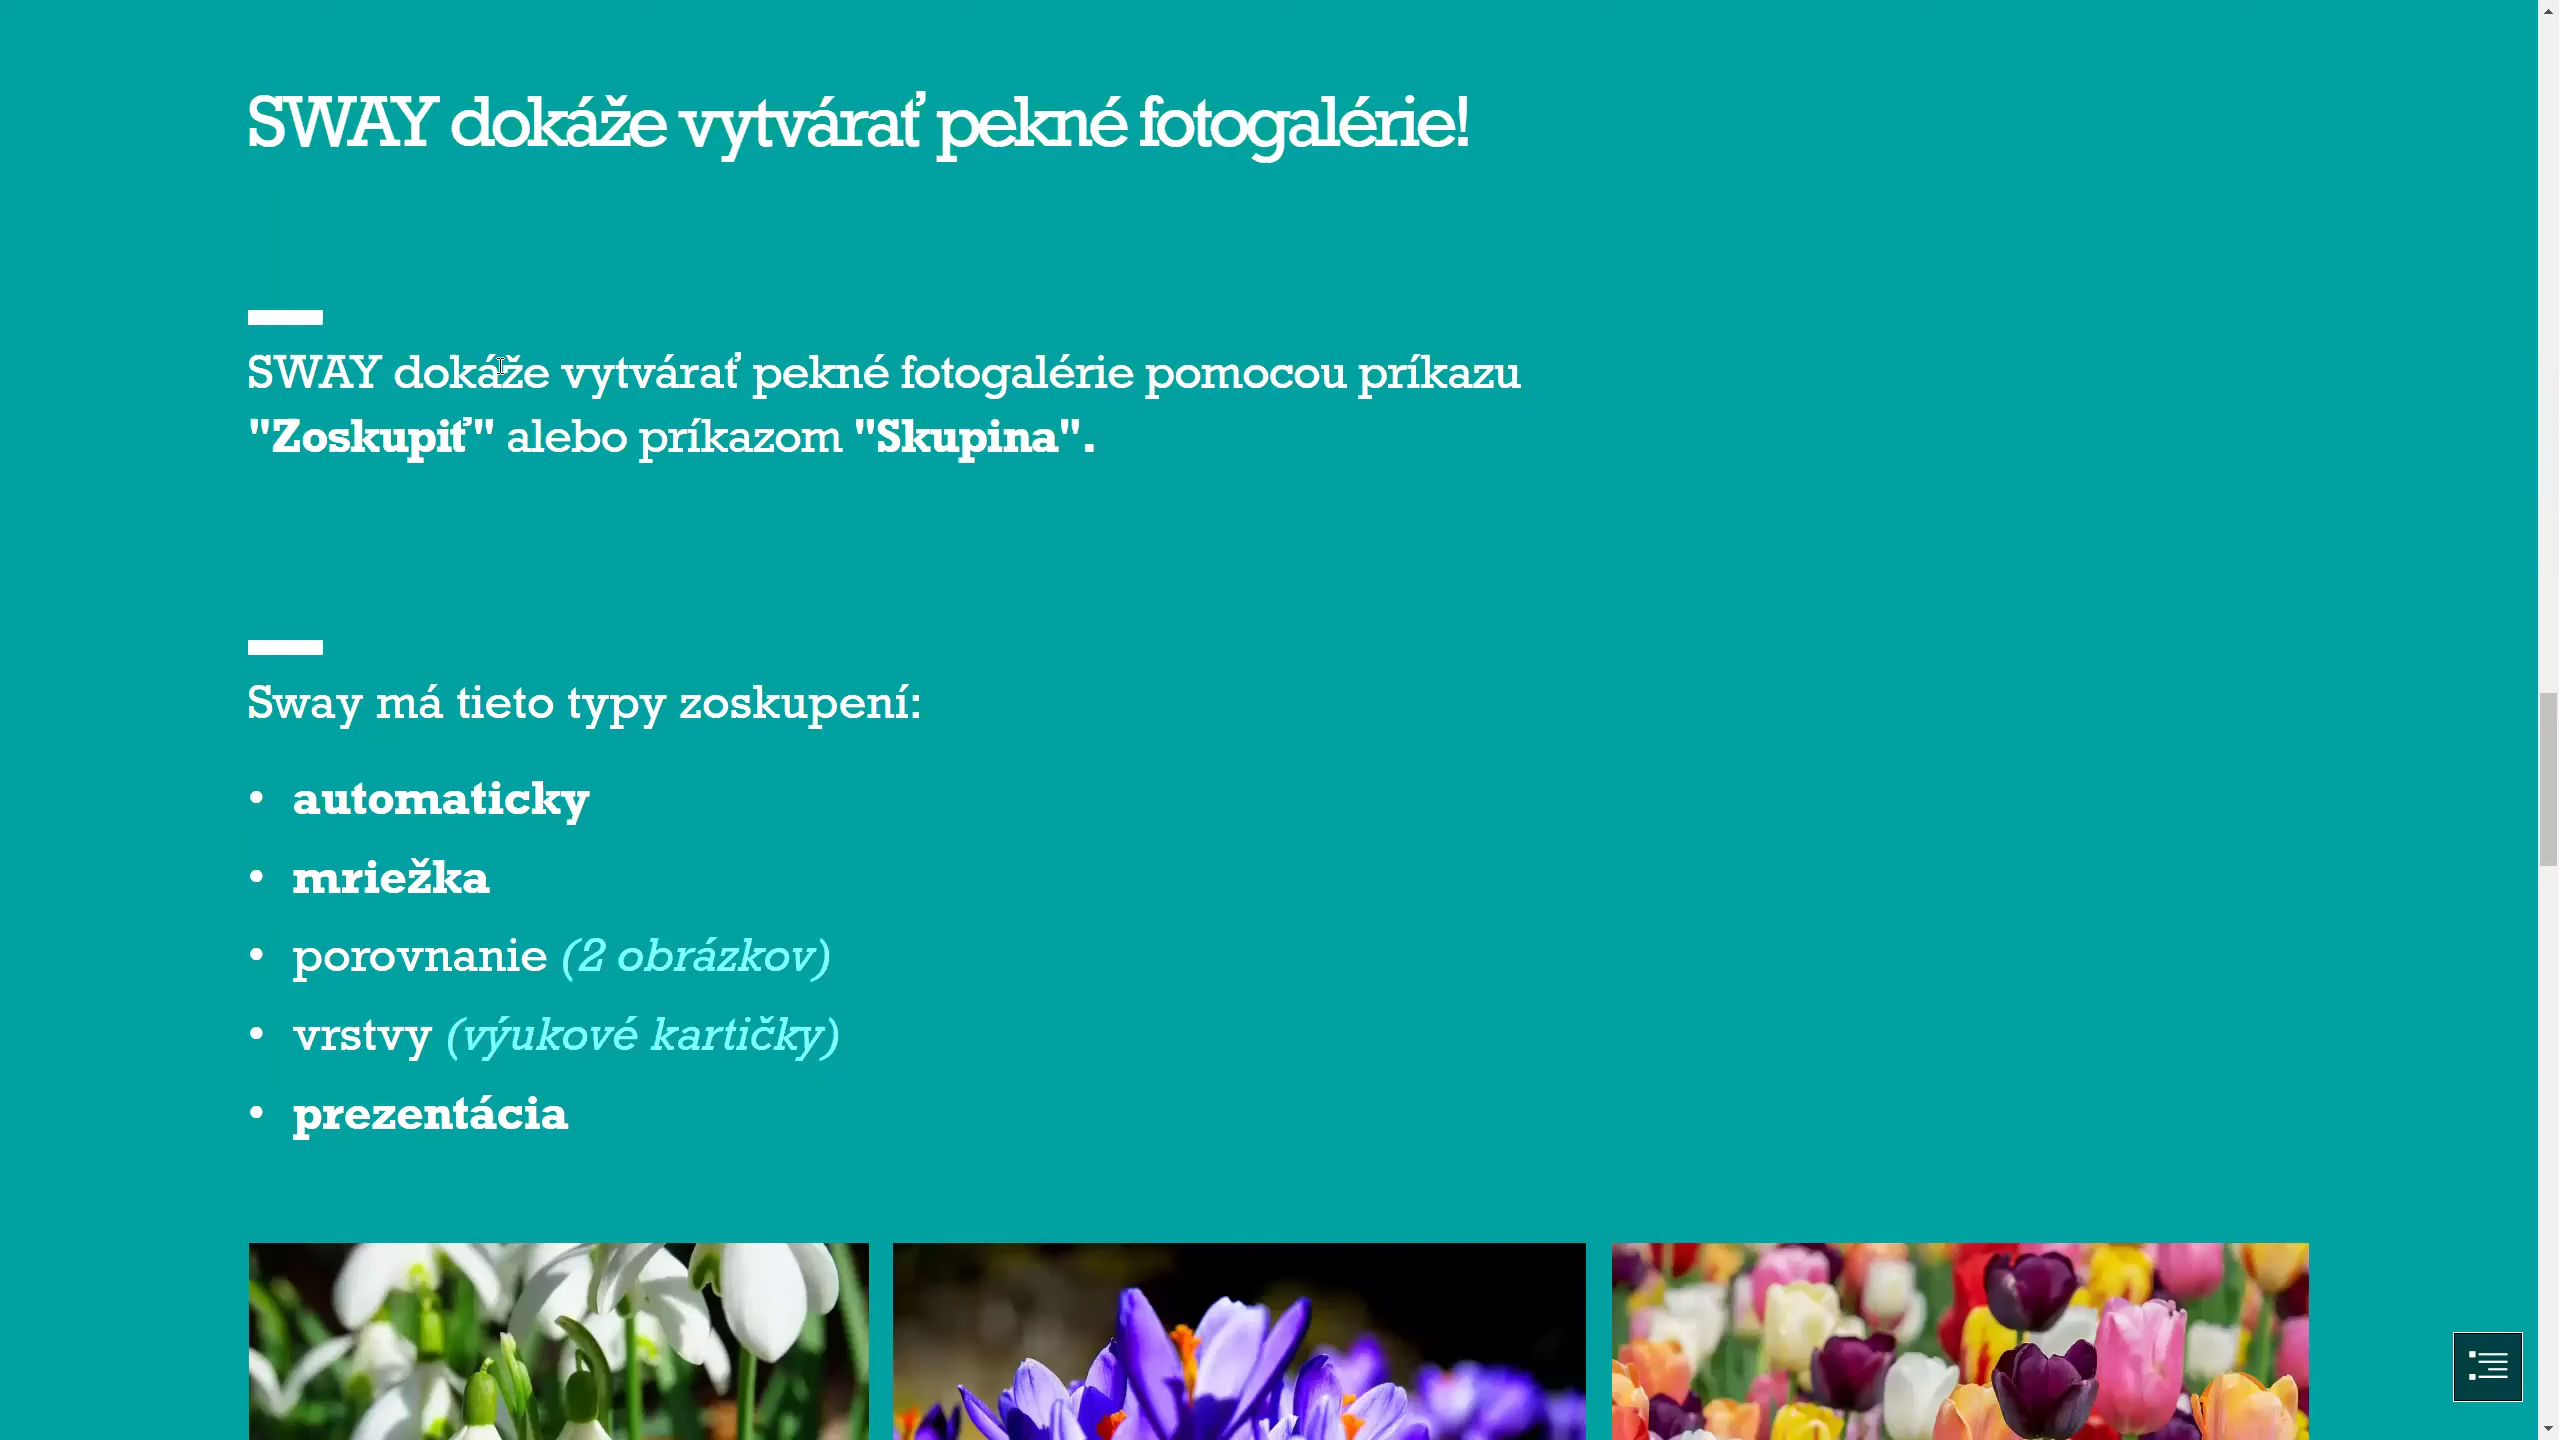 SWAY dokáže vytvárať pekné fotogalérie!
SWAY dokáže vytvárať pekné fotogalérie pomocou príkazu
"Zoskupiť" alebo príkazom "Skupina".
Sway má tieto typy zoskupení:
• automaticky
• mriežka
• porovnanie (2 obrázkov)
• vrstvy (výukové kartičky)
• prezentácia